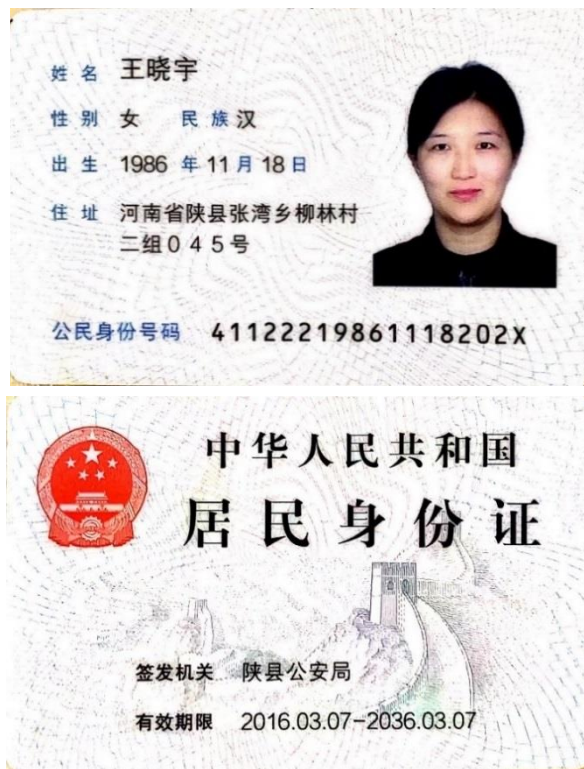 姓名 王晓宇
性别 女 民族 汉
出生 1986 年 11 月 18 日
住址 河南省陕县张湾乡柳林村
二组045号
公民身份号码 41122219861118202X
中华人民共和国
居民身份证
签发机关 陕县公安局
有效期限 2016.03.07-2036.03.07